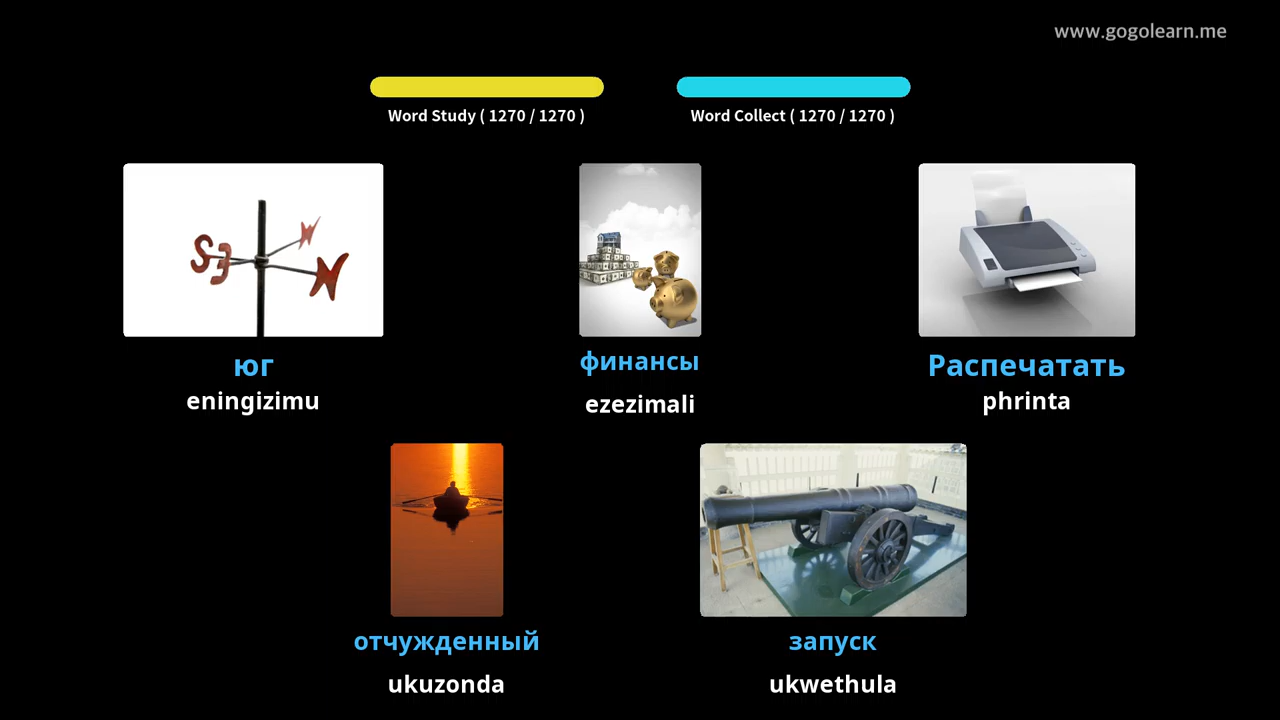 www.gogolearn.me
Word Study ( 1270 / 1270 )
Word Collect ( 1270 / 1270 )
S E W N
юг
eningizimu
финансы
ezezimali
Распечатать
phrinta
отчужденный
ukuzonda
запуск
ukwethula